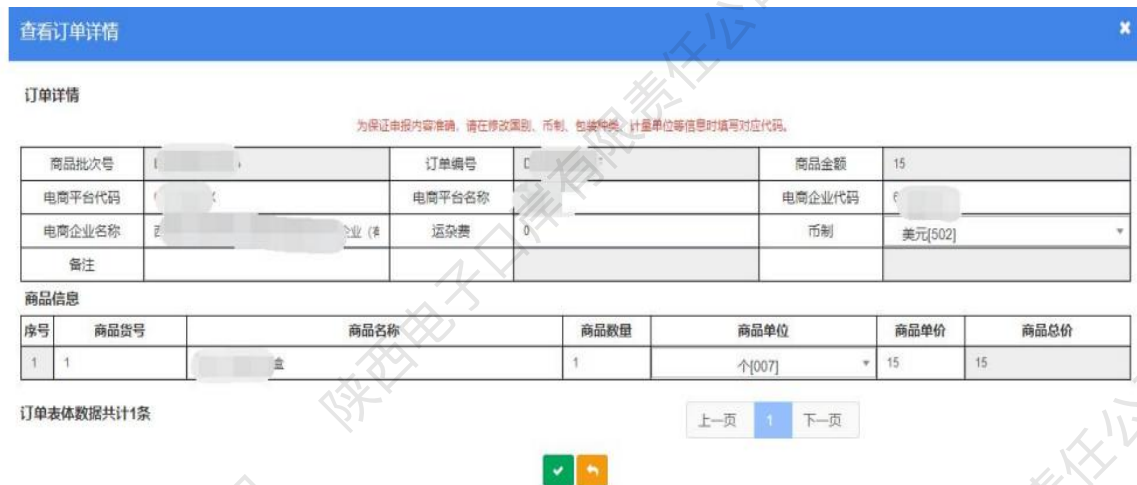 查看订单详情
订单详情
为保证申报内容准确，请在修改国别、币制、包装种类、计量单位等信息时填写对应代码。
商品批次号 订单编号 商品金额 15
电商平台代码 电商平台名称 电商企业代码
电商企业名称 西 企业（有 运杂费 0 币制 美元[502]
备注
商品信息
序号 商品货号 商品名称 商品数量 商品单位 商品单价 商品总价
1 1 盒 1 个[007] 15 15
订单表体数据共计1条
上一页 1 下一页
陕西电子口岸有限责任公司
责任公